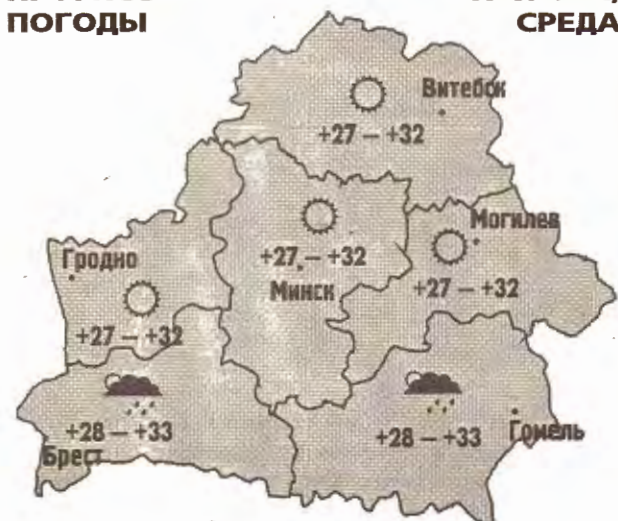 ПОГОДЫ
СРЕДА
Витебск
+27 – +32
Могилев
+27 – +32
Гродно
+27 – +32
Минск
+27 – +32
+28 – +33
Брест
+28 – +33
Гомель